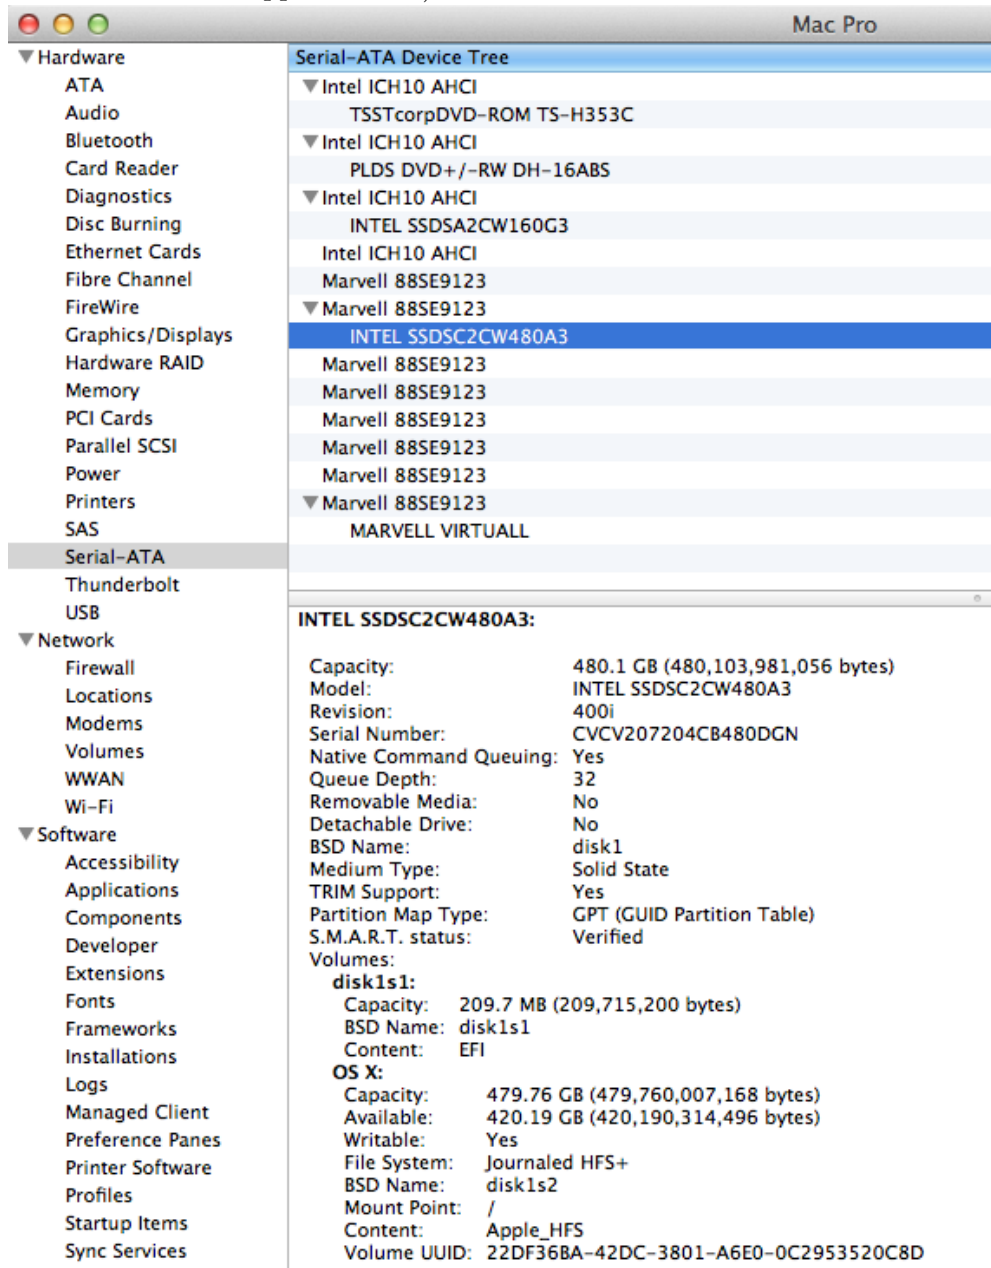 Mac Pro
Hardware
ATA
Audio
Bluetooth
Card Reader
Diagnostics
Disc Burning
Ethernet Cards
Fibre Channel
FireWire
Graphics/Displays
Hardware RAID
Memory
PCI Cards
Parallel SCSI
Power
Printers
SAS
Serial-ATA
Thunderbolt
USB
Network
Firewall
Locations
Modems
Volumes
WWAN
Wi-Fi
Software
Accessibility
Applications
Components
Developer
Extensions
Fonts
Frameworks
Installations
Logs
Managed Client
Preference Panes
Printer Software
Profiles
Startup Items
Sync Services
Serial-ATA Device Tree
Intel ICH10 AHCI
TSSTcorpDVD-ROM TS-H353C
Intel ICH10 AHCI
PLDS DVD+/-RW DH-16ABS
Intel ICH10 AHCI
INTEL SSDSA2CW160G3
Intel ICH10 AHCI
Marvell 88SE9123
Marvell 88SE9123
INTEL SSDSC2CW480A3
Marvell 88SE9123
Marvell 88SE9123
Marvell 88SE9123
Marvell 88SE9123
Marvell 88SE9123
Marvell 88SE9123
MARVELL VIRTUALL
INTEL SSDSC2CW480A3:
Capacity: 480.1 GB (480,103,981,056 bytes)
Model: INTEL SSDSC2CW480A3
Revision: 400i
Serial Number: CVCV207204CB480DGN
Native Command Queuing: Yes
Queue Depth: 32
Removable Media: No
Detachable Drive: No
BSD Name: disk1
Medium Type: Solid State
TRIM Support: Yes
Partition Map Type: GPT (GUID Partition Table)
S.M.A.R.T. status: Verified
Volumes:
disk1s1:
Capacity: 209.7 MB (209,715,200 bytes)
BSD Name: disk1s1
Content: EFI
OS X:
Capacity: 479.76 GB (479,760,007,168 bytes)
Available: 420.19 GB (420,190,314,496 bytes)
Writable: Yes
File System: Journaled HFS+
BSD Name: disk1s2
Mount Point: /
Content: Apple_HFS
Volume UUID: 22DF36BA-42DC-3801-A6E0-0C2953520C8D